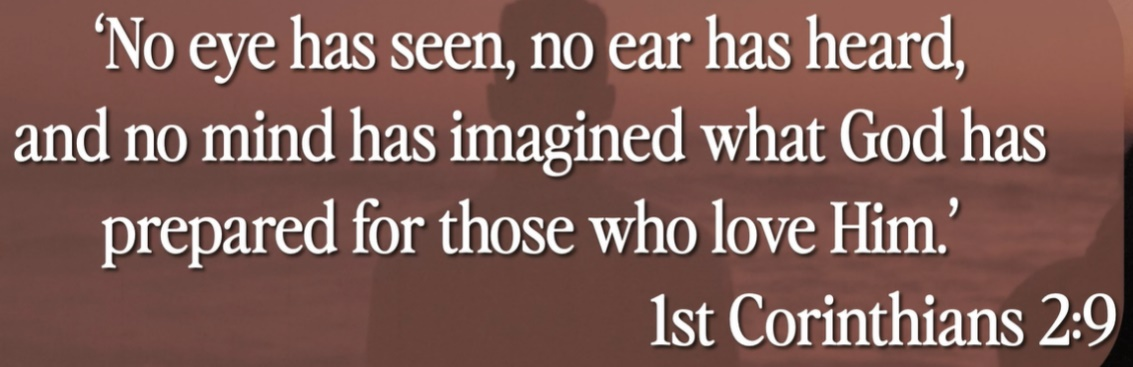 ‘No eye has seen, no ear has heard,
and no mind has imagined what God has
prepared for those who love Him.’
1st Corinthians 2:9